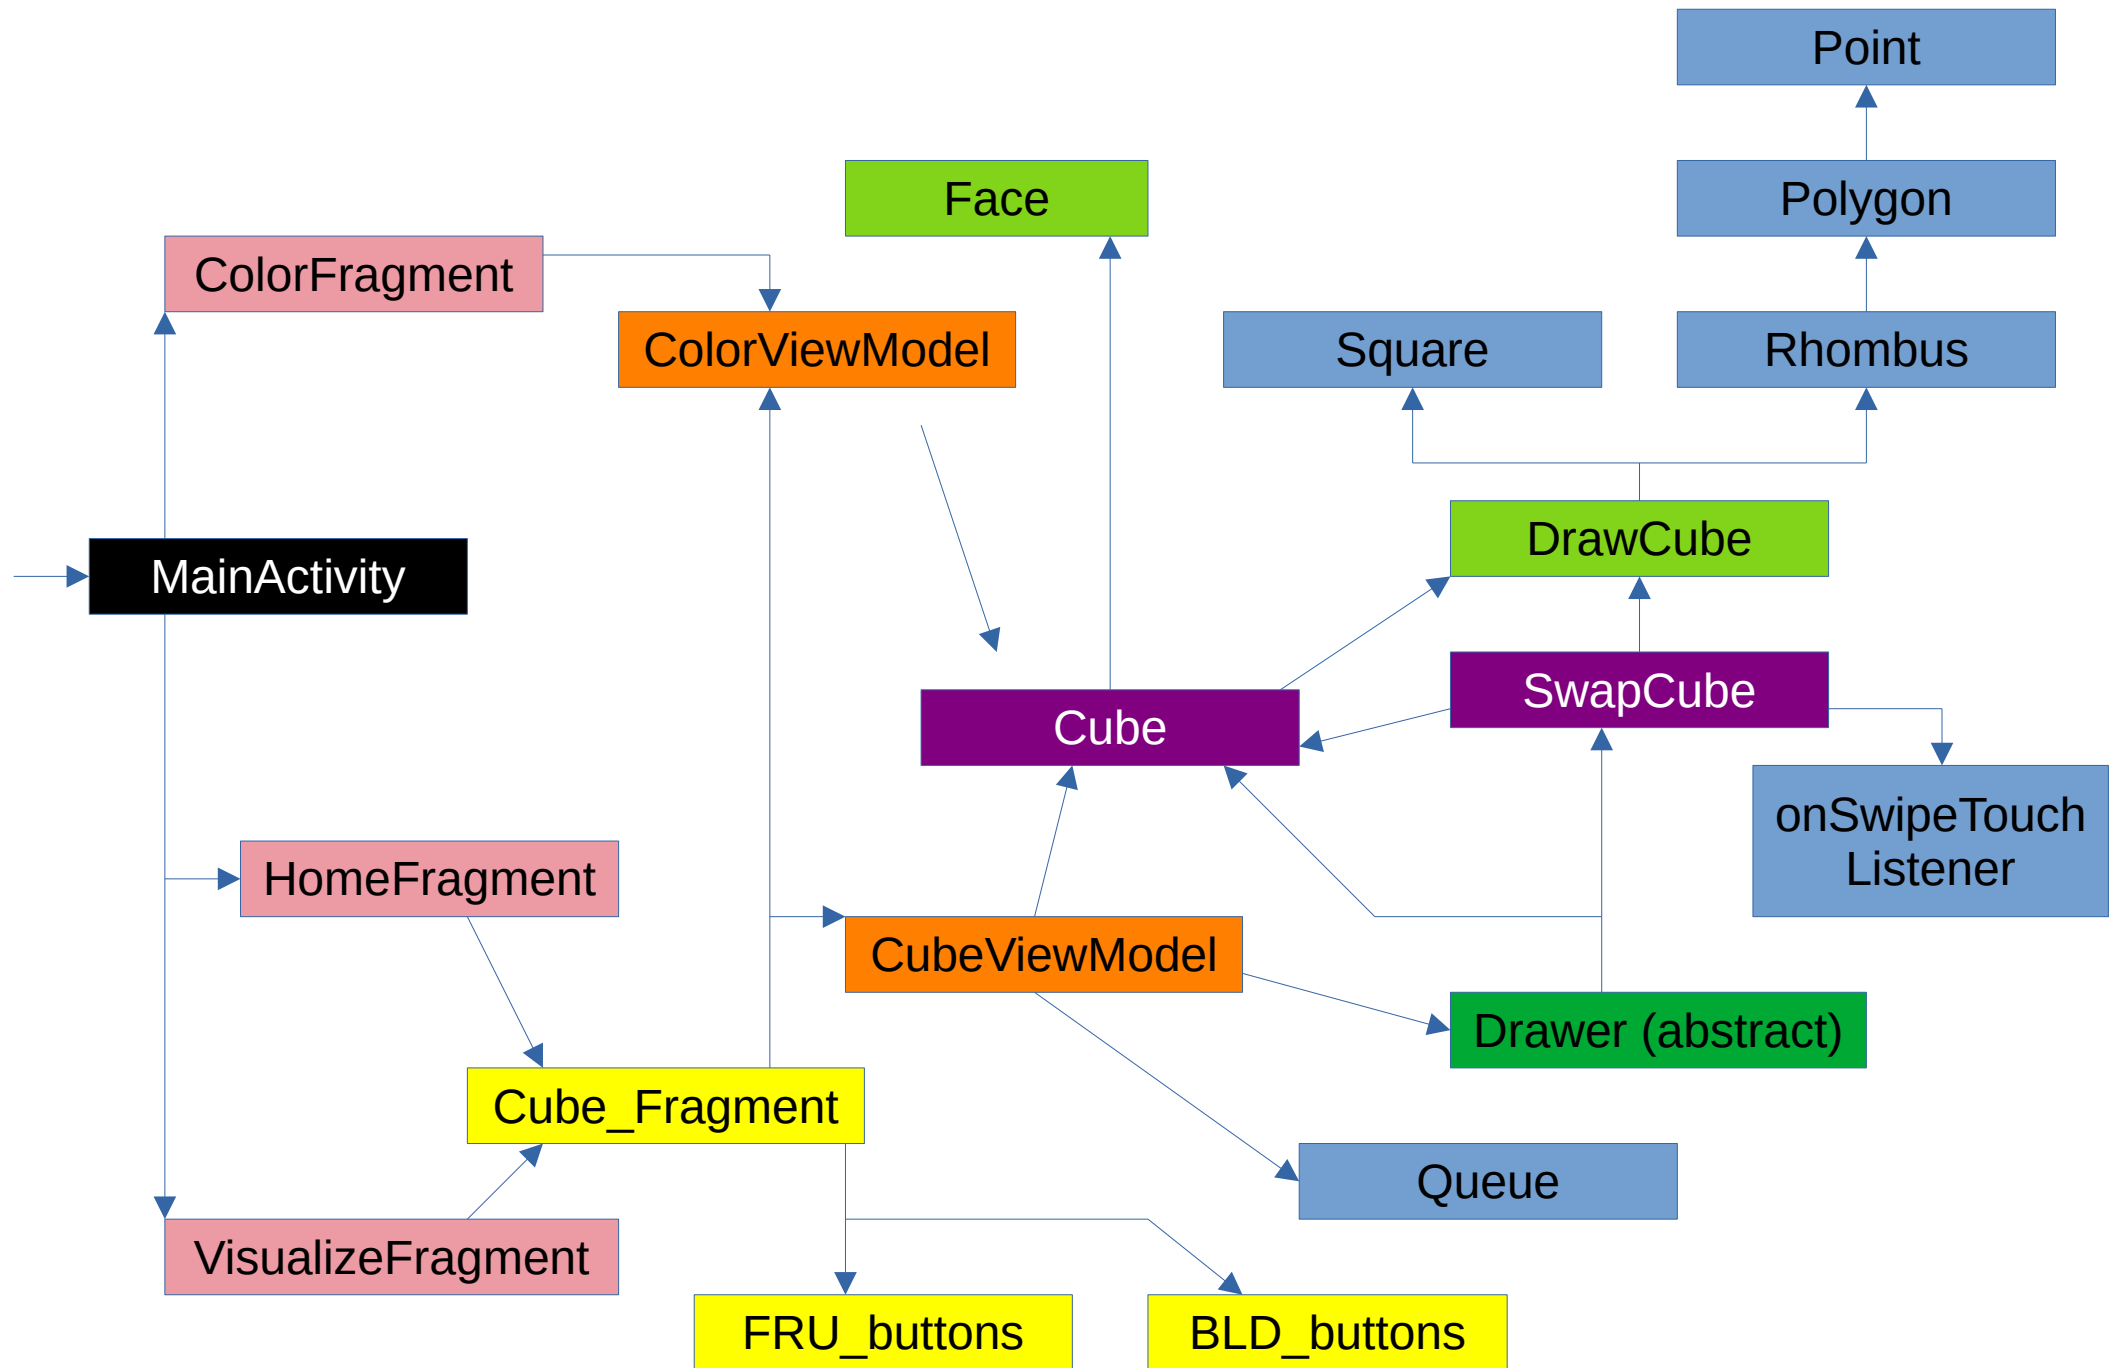 Point
Face
Polygon
ColorFragment
ColorViewModel
Square
Rhombus
DrawCube
MainActivity
SwapCube
Cube
onSwipeTouch
Listener
HomeFragment
CubeViewModel
Drawer (abstract)
Cube_Fragment
Queue
VisualizeFragment
FRU_buttons
BLD_buttons